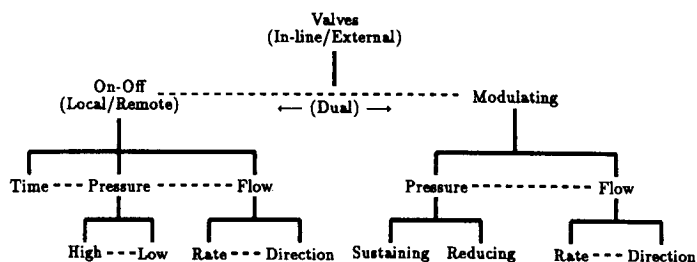 Valves
(In-line/External)
On-Off
(Local/Remote)
← (Dual) →
Modulating
Time Pressure Flow Pressure Flow
High Low Rate Direction Sustaining Reducing Rate Direction